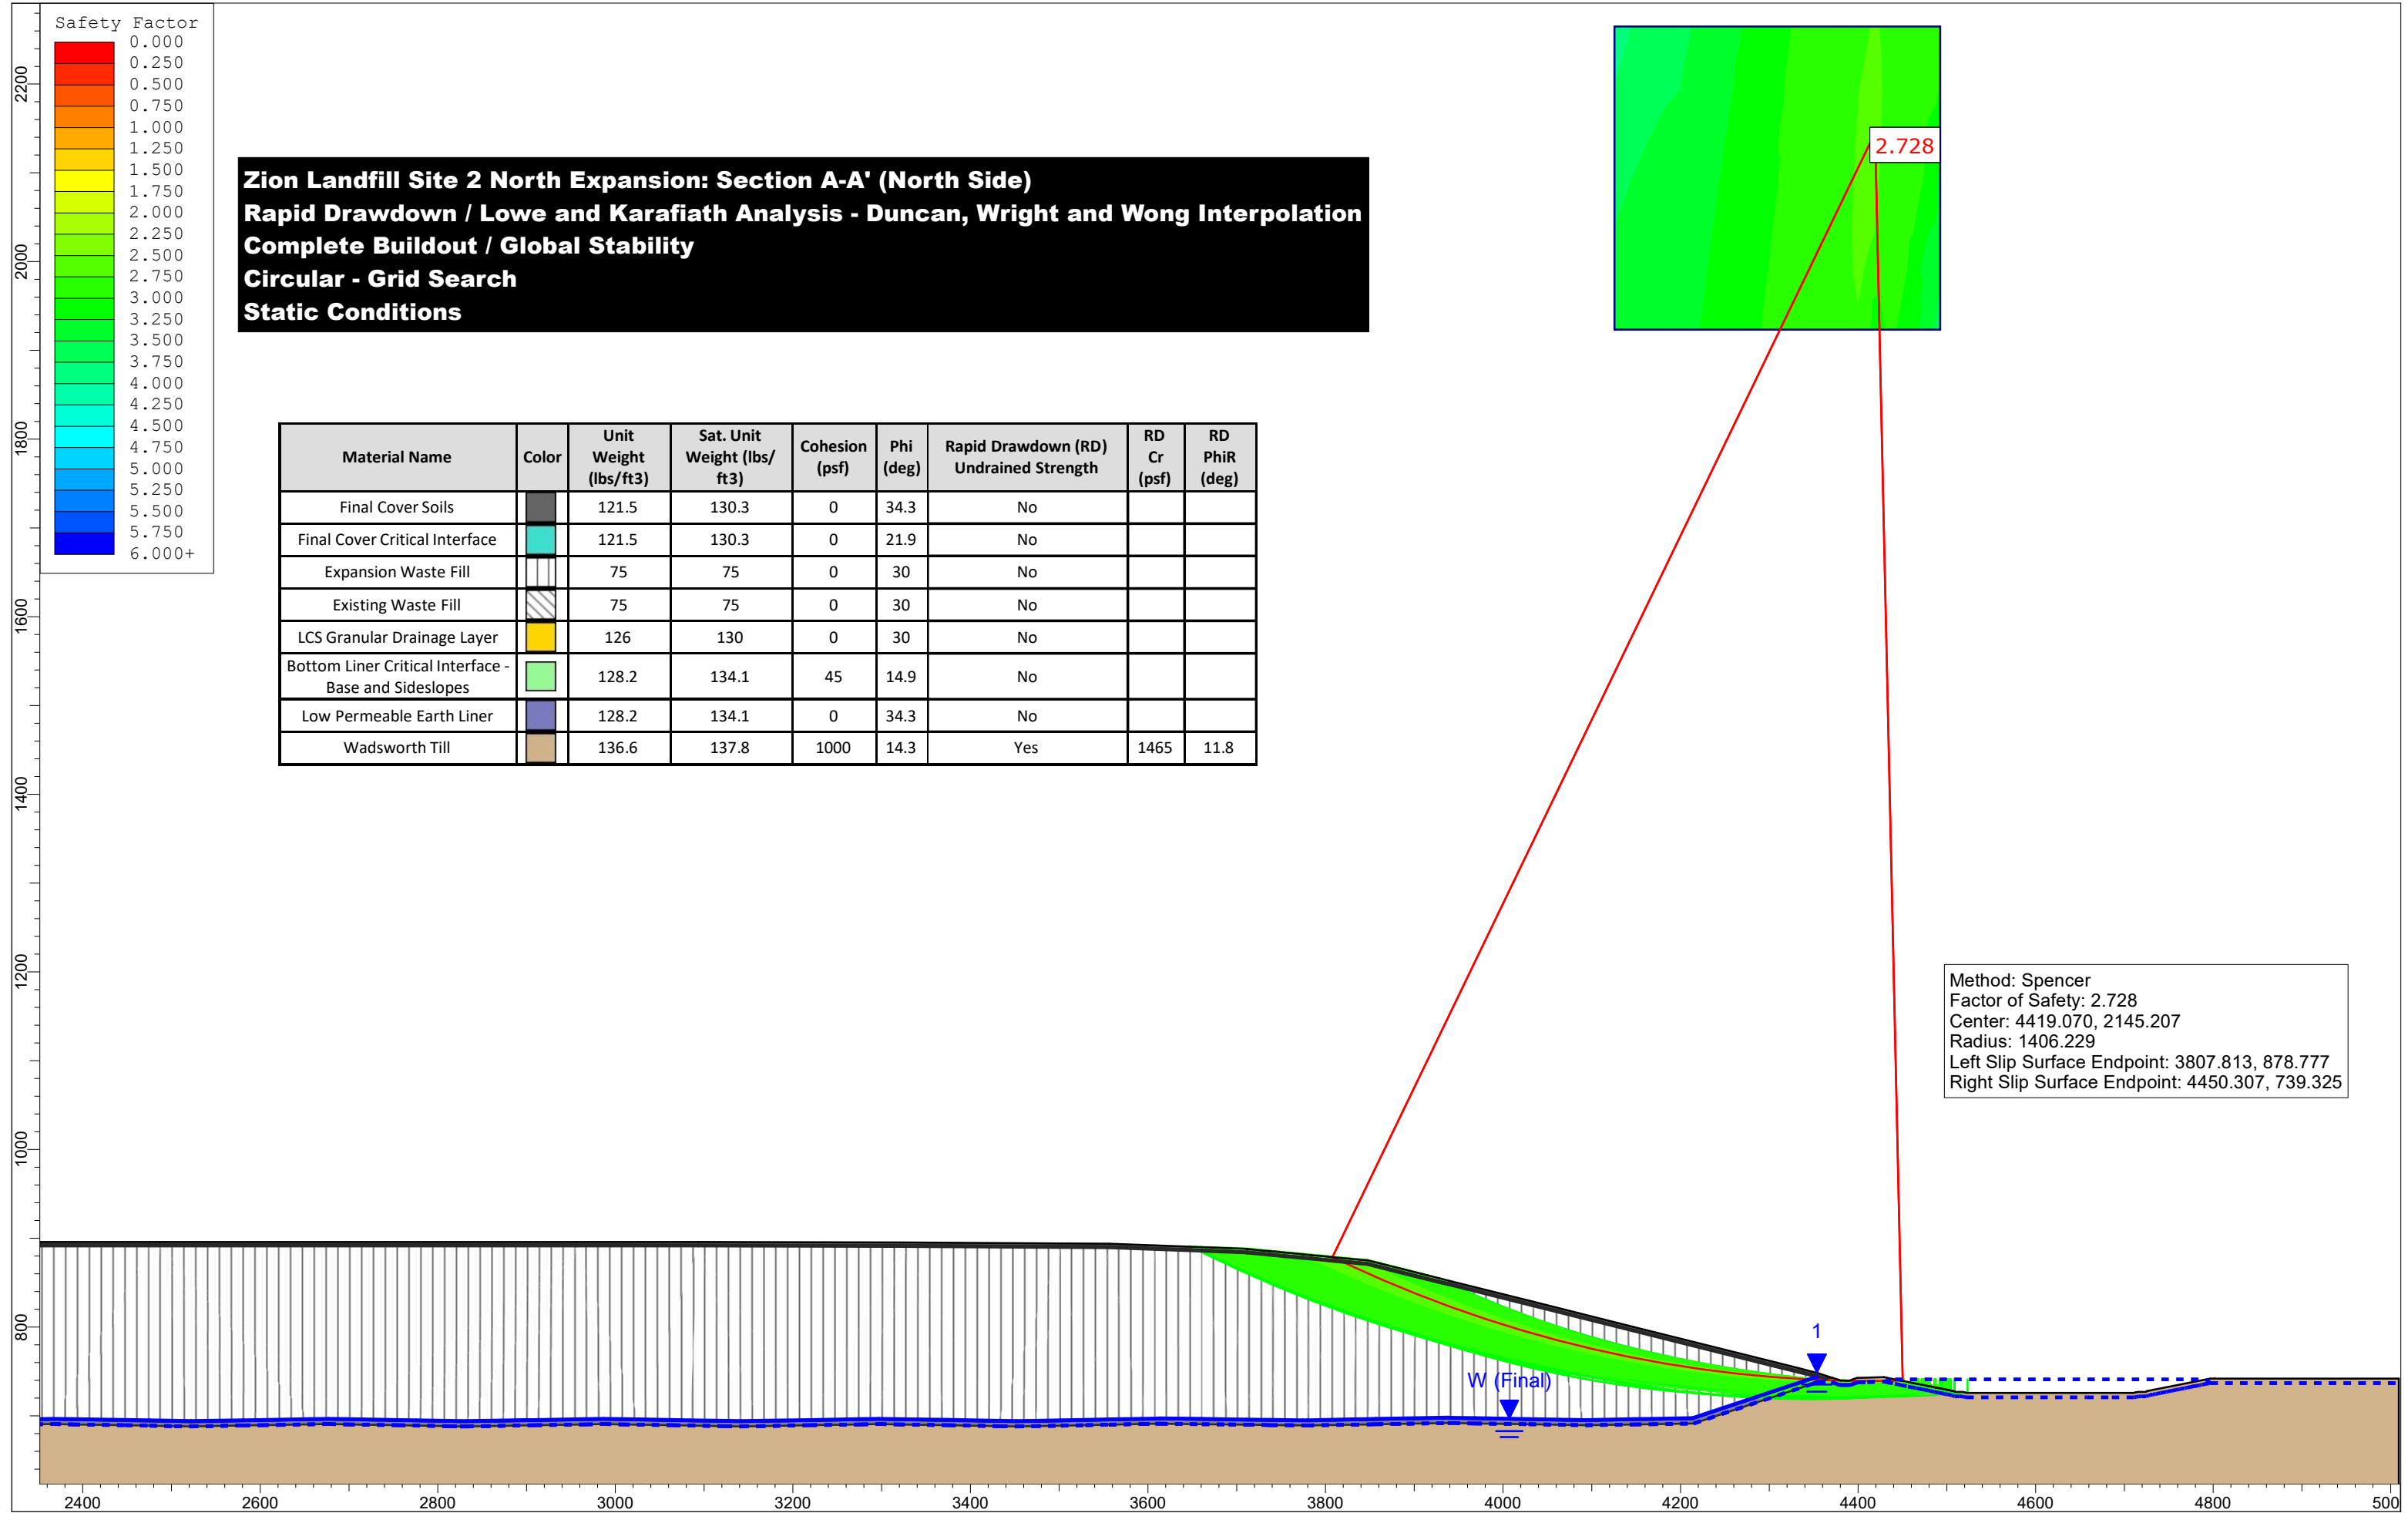 Safety Factor
0.000
0.250
0.500
0.750
1.000
1.250
1.500
1.750
2.000
2.250
2.500
2.750
3.000
3.250
3.500
3.750
4.000
4.250
4.500
4.750
5.000
5.250
5.500
5.750
6.000+
2200
2000
1800
1600
1400
1200
1000
800
Zion Landfill Site 2 North Expansion: Section A-A' (North Side)
Rapid Drawdown / Lowe and Karafiath Analysis - Duncan, Wright and Wong Interpolation
Complete Buildout / Global Stability
Circular - Grid Search
Static Conditions
2.728
Material Name Color Unit Weight (lbs/ft3) Sat. Unit Weight (lbs/ft3) Cohesion (psf) Phi (deg) Rapid Drawdown (RD) Undrained Strength RD Cr (psf) RD PhiR (deg)
Final Cover Soils 121.5 130.3 0 34.3 No
Final Cover Critical Interface 121.5 130.3 0 21.9 No
Expansion Waste Fill 75 75 0 30 No
Existing Waste Fill 75 75 0 30 No
LCS Granular Drainage Layer 126 130 0 30 No
Bottom Liner Critical Interface - Base and Sideslopes 128.2 134.1 45 14.9 No
Low Permeable Earth Liner 128.2 134.1 0 34.3 No
Wadsworth Till 136.6 137.8 1000 14.3 Yes 1465 11.8
Method: Spencer
Factor of Safety: 2.728
Center: 4419.070, 2145.207
Radius: 1406.229
Left Slip Surface Endpoint: 3807.813, 878.777
Right Slip Surface Endpoint: 4450.307, 739.325
1
W (Final)
2400 2600 2800 3000 3200 3400 3600 3800 4000 4200 4400 4600 4800 500